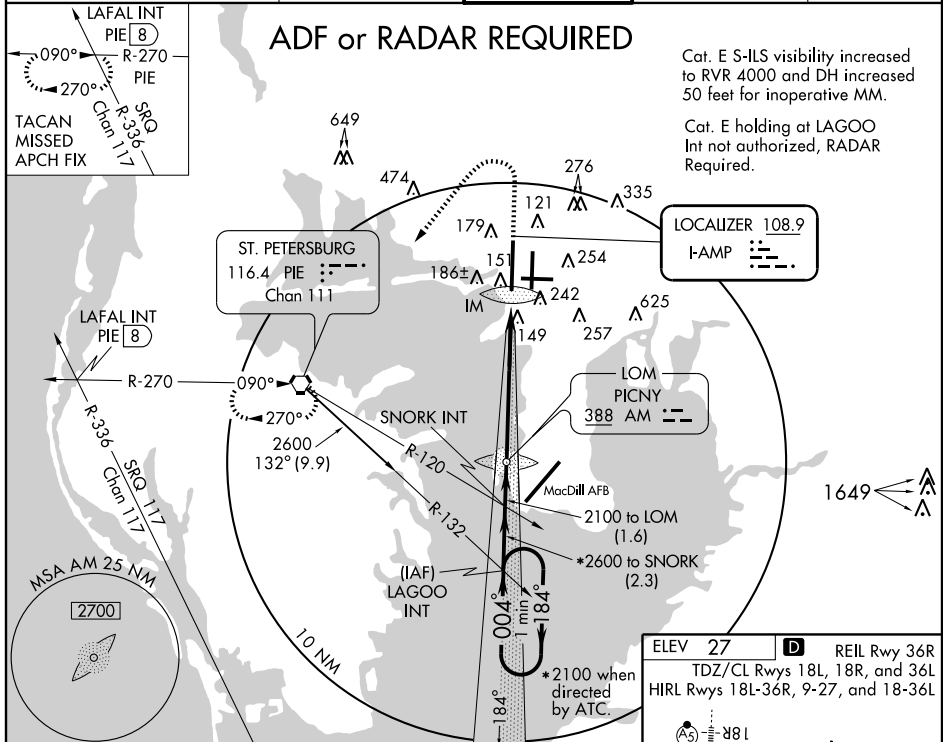 LAFAL INT
PIE 8
090°
R-270
PIE
270°
R-336
SRQ
Chan 117
TACAN
MISSED
APCH FIX
ADF or RADAR REQUIRED
Cat. E S-ILS visibility increased
to RVR 4000 and DH increased
50 feet for inoperative MM.
Cat. E holding at LAGOO
Int not authorized, RADAR
Required.
649
474
276
335
121
179
LOCALIZER 108.9
I-AMP
ST. PETERSBURG
116.4 PIE
Chan 111
151
254
186±
242
IM
625
149
257
LAFAL INT
PIE 8
R-270
090°
270°
LOM
PICNY
388 AM
SNORK INT
2600
132° (9.9)
R-120
R-132
MacDill AFB
1649
2100 to LOM
(1.6)
*2600 to SNORK
(2.3)
R-336
SRQ 117
Chan 117
(IAF)
LAGOO
INT
004°
1 min
184°
MSA AM 25 NM
2700
10 NM
184°
*2100 when
directed
by ATC.
ELEV 27
D
REIL Rwy 36R
TDZ/CL Rwys 18L, 18R, and 36L
HIRL Rwys 18L-36R, 9-27, and 18-36L
A5
18R